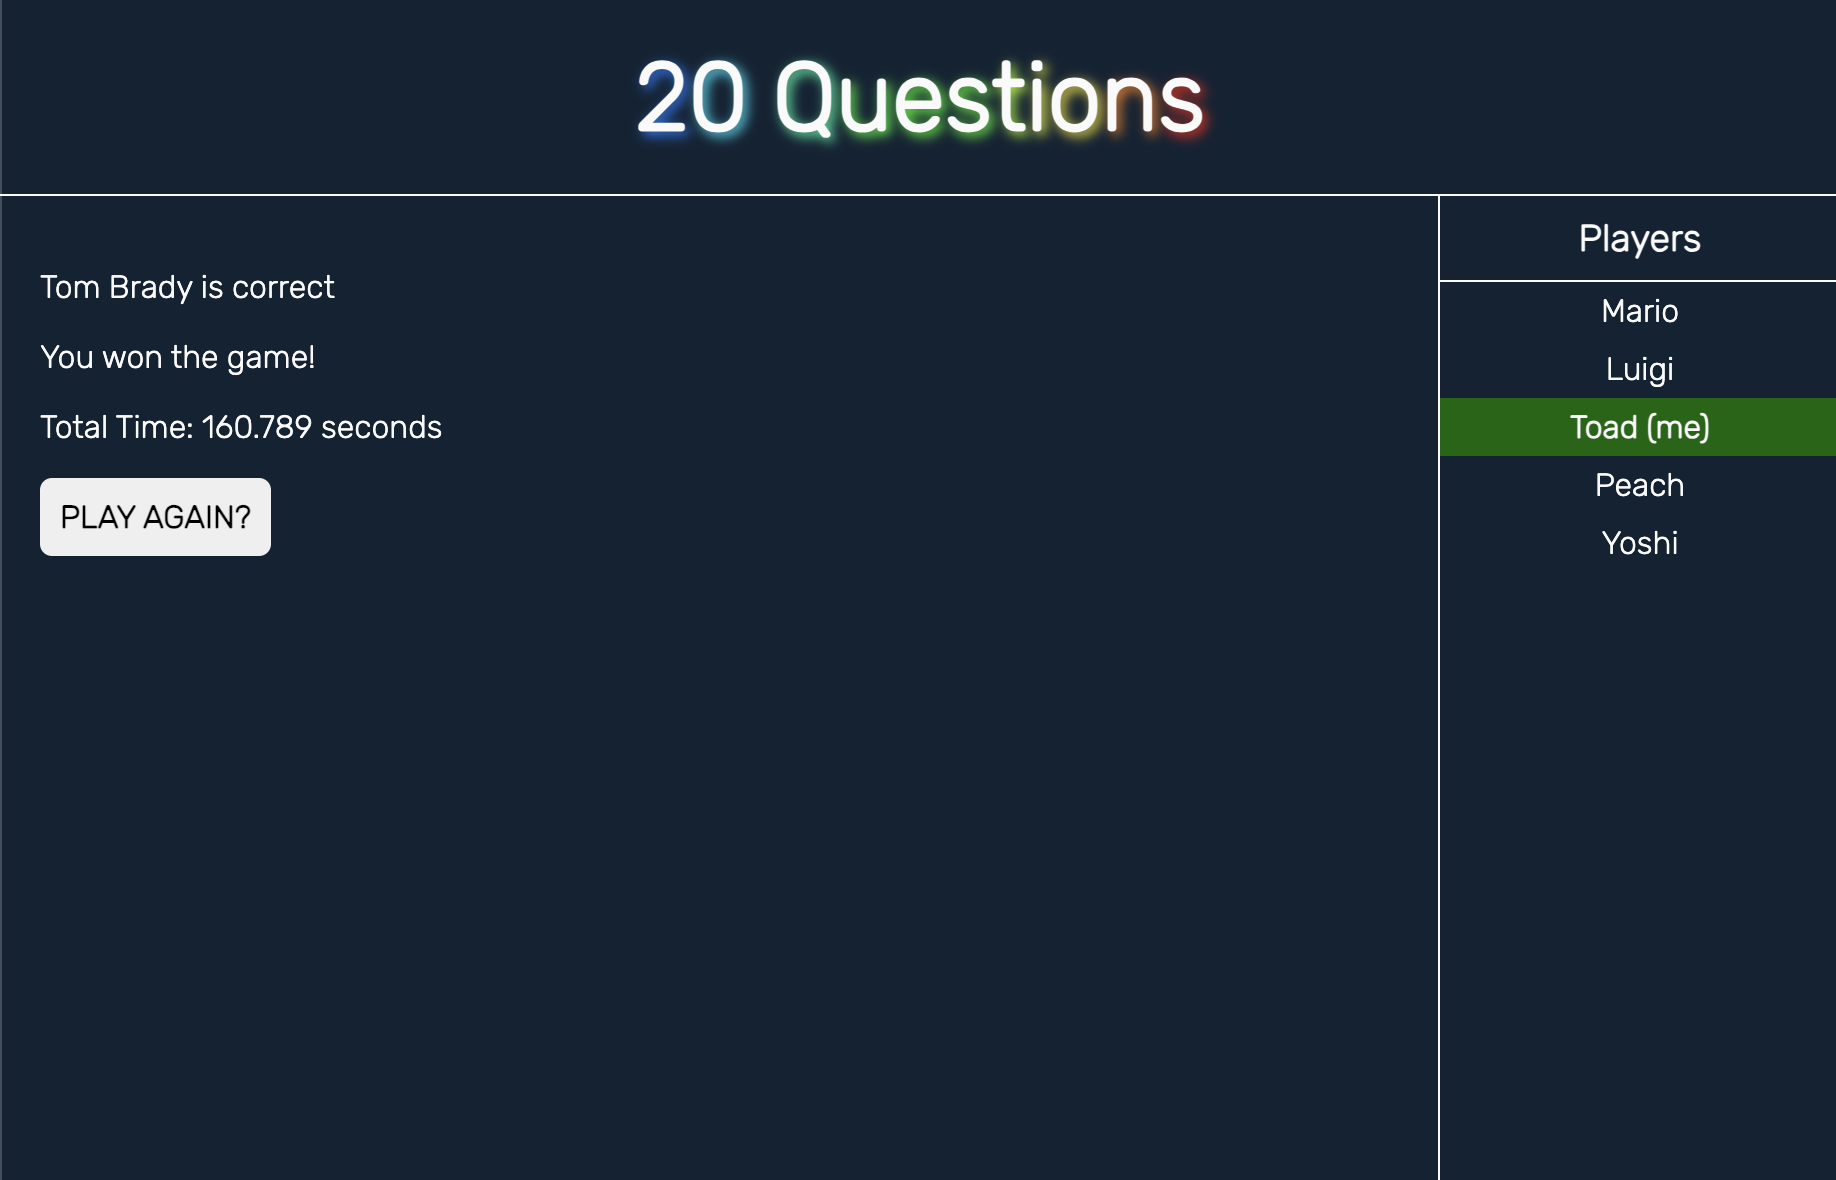 20 Questions
Tom Brady is correct
You won the game!
Total Time: 160.789 seconds
PLAY AGAIN?
Players
Mario
Luigi
Toad (me)
Peach
Yoshi